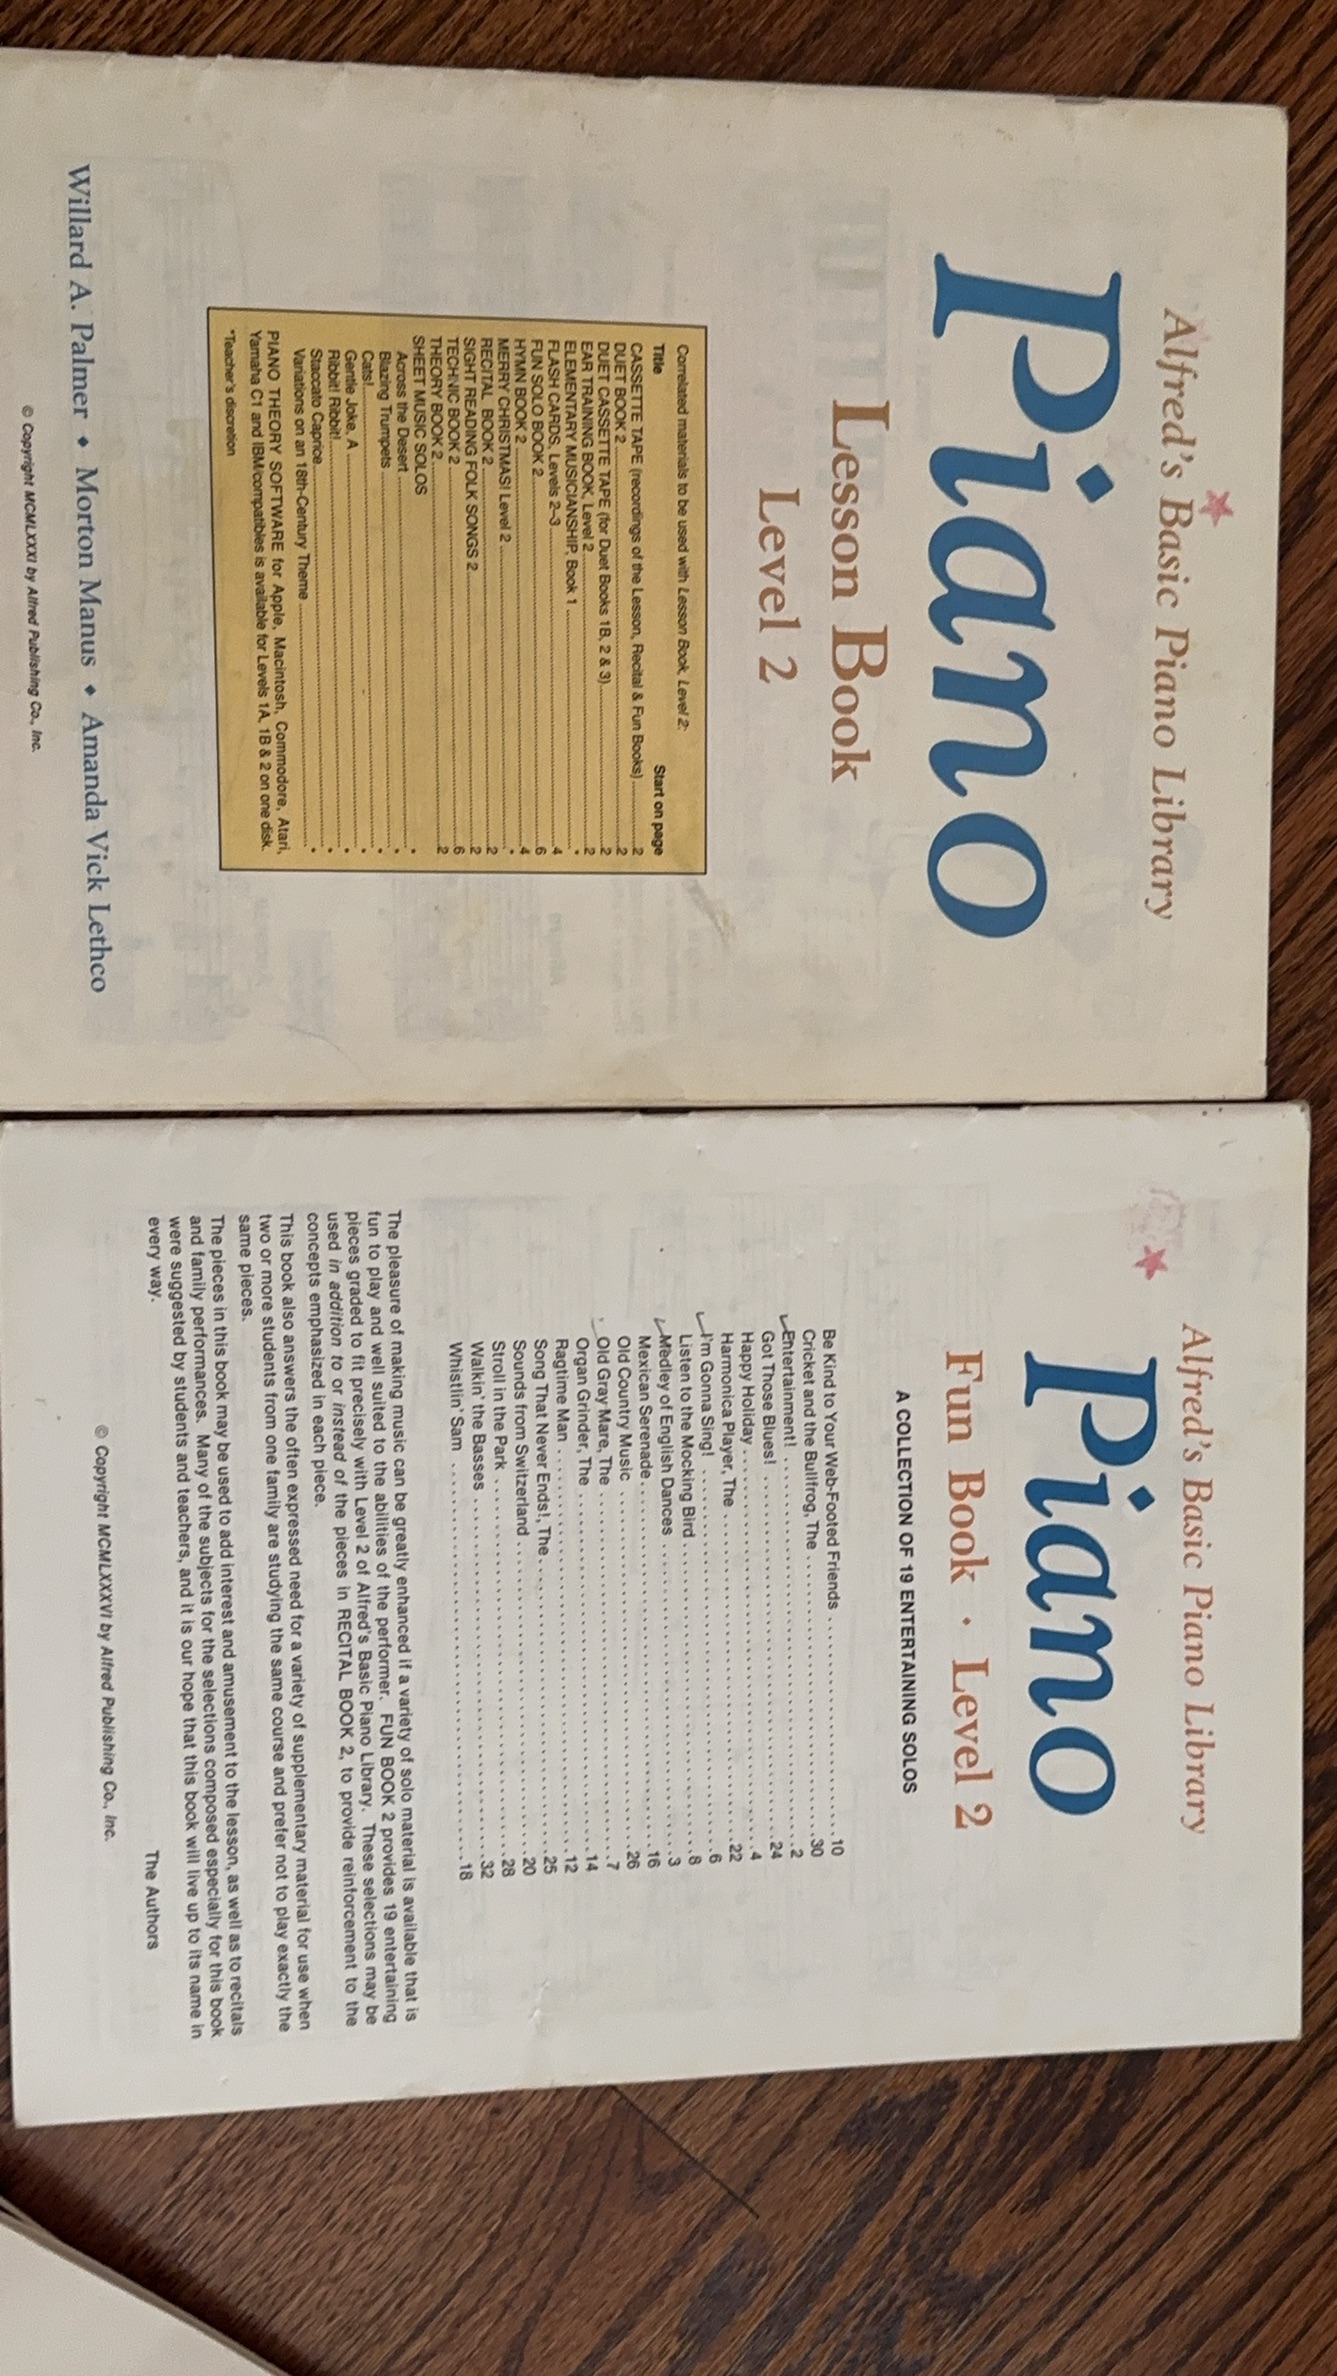 Alfred's Basic Piano Library
Piano
Lesson Book
Level 2
Correlated materials to be used with Lesson Book, Level 2:
Title Start on page
CASSETTE TAPE (recordings of the Lesson, Recital & Fun Books) ........ 2
DUET BOOK 2 ........ 2
DUET CASSETTE TAPE (for Duet Books 1B, 2 & 3) ........ 2
EAR TRAINING BOOK, Level 2 ........ 2
ELEMENTARY MUSICIANSHIP, Book 1 ........ *
FLASH CARDS, Levels 2–3 ........ 4
FUN SOLO BOOK 2 ........ 6
HYMN BOOK 2 ........ 4
MERRY CHRISTMAS! Level 2 ........ *
RECITAL BOOK 2 ........ 2
SIGHT READING FOLK SONGS 2 ........ 2
TECHNIC BOOK 2 ........ 6
THEORY BOOK 2 ........ 2
SHEET MUSIC SOLOS
Across the Desert ........ *
Blazing Trumpets ........ *
Cats! ........ *
Gentle Joke, A ........ *
Ribbit! Ribbit! ........ *
Staccato Caprice ........ *
Variations on an 18th-Century Theme ........ *
PIANO THEORY SOFTWARE for Apple, Macintosh, Commodore, Atari,
Yamaha C1 and IBM/compatibles is available for Levels 1A, 1B & 2 on one disk.
*Teacher's discretion
Willard A. Palmer ♦ Morton Manus ♦ Amanda Vick Lethco
© Copyright MCMLXXXI by Alfred Publishing Co., Inc.
Alfred's Basic Piano Library
Piano
Fun Book · Level 2
A COLLECTION OF 19 ENTERTAINING SOLOS
Be Kind to Your Web-Footed Friends ........ 10
Cricket and the Bullfrog, The ........ 30
Entertainment! ........ 2
Got Those Blues! ........ 24
Happy Holiday ........ 4
Harmonica Player, The ........ 22
I'm Gonna Sing! ........ 6
Listen to the Mocking Bird ........ 8
Medley of English Dances ........ 3
Mexican Serenade ........ 16
Old Country Music ........ 26
Old Gray Mare, The ........ 7
Organ Grinder, The ........ 14
Ragtime Man ........ 12
Song That Never Ends!, The ........ 25
Sounds from Switzerland ........ 20
Stroll in the Park ........ 28
Walkin' the Basses ........ 32
Whistlin' Sam ........ 18
The pleasure of making music can be greatly enhanced if a variety of solo material is available that is
fun to play and well suited to the abilities of the performer. FUN BOOK 2 provides 19 entertaining
pieces graded to fit precisely with Level 2 of Alfred's Basic Piano Library. These selections may be
used in addition to or instead of the pieces in RECITAL BOOK 2, to provide reinforcement to the
concepts emphasized in each piece.
This book also answers the often expressed need for a variety of supplementary material for use when
two or more students from one family are studying the same course and prefer not to play exactly the
same pieces.
The pieces in this book may be used to add interest and amusement to the lesson, as well as to recitals
and family performances. Many of the subjects for the selections composed especially for this book
were suggested by students and teachers, and it is our hope that this book will live up to its name in
every way.
The Authors
© Copyright MCMLXXXVI by Alfred Publishing Co., Inc.